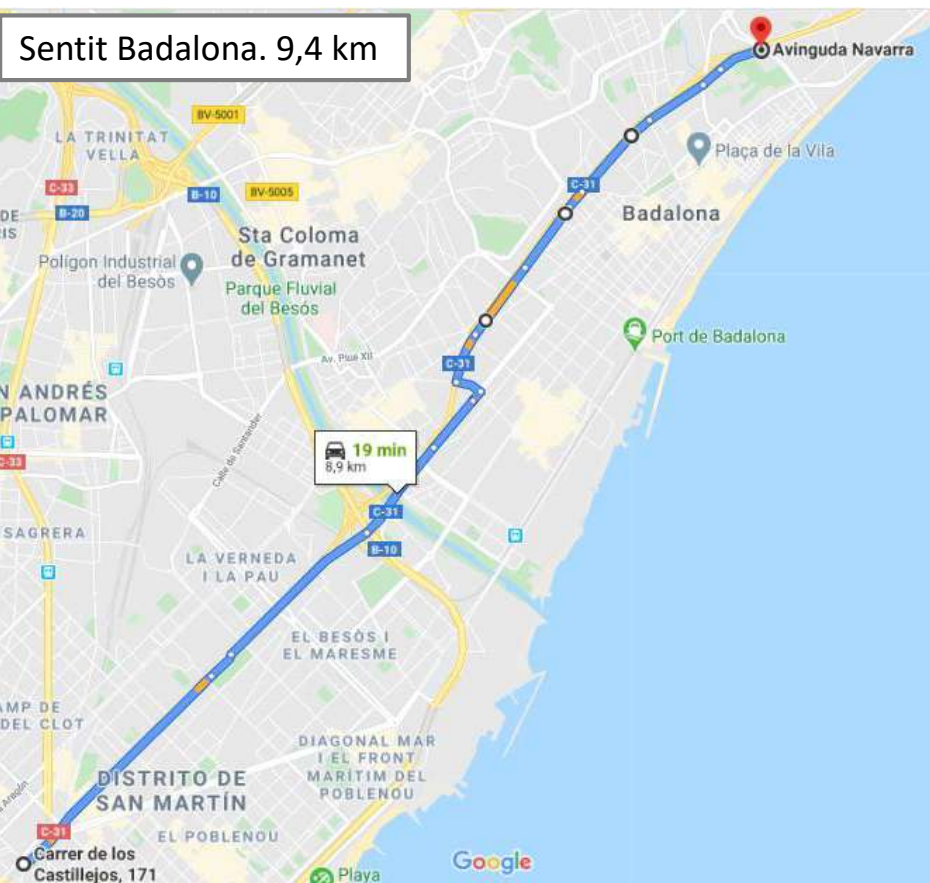 Sentit Badalona. 9,4 km
Avinguda Navarra
BV-5001
LA TRINITAT
VELLA
Plaça de la Vila
C-33
B-10
BV-5005
C-31
B-20
Badalona
Sta Coloma
de Gramanet
Polígon Industrial
del Besòs
Parque Fluvial
del Besós
Port de Badalona
Av. Pius XII
C-31
N ANDRÉS
PALOMAR
Calle de Santander
19 min
8,9 km
C-33
C-31
SAGRERA
B-10
LA VERNEDA
I LA PAU
EL BESÒS I
EL MARESME
AMP DE
DEL CLOT
DIAGONAL MAR
I EL FRONT
MARÍTIM DEL
POBLENOU
DISTRITO DE
SAN MARTÍN
Aragón
C-31
EL POBLENOU
Carrer de los
Castillejos, 171
Google
Playa